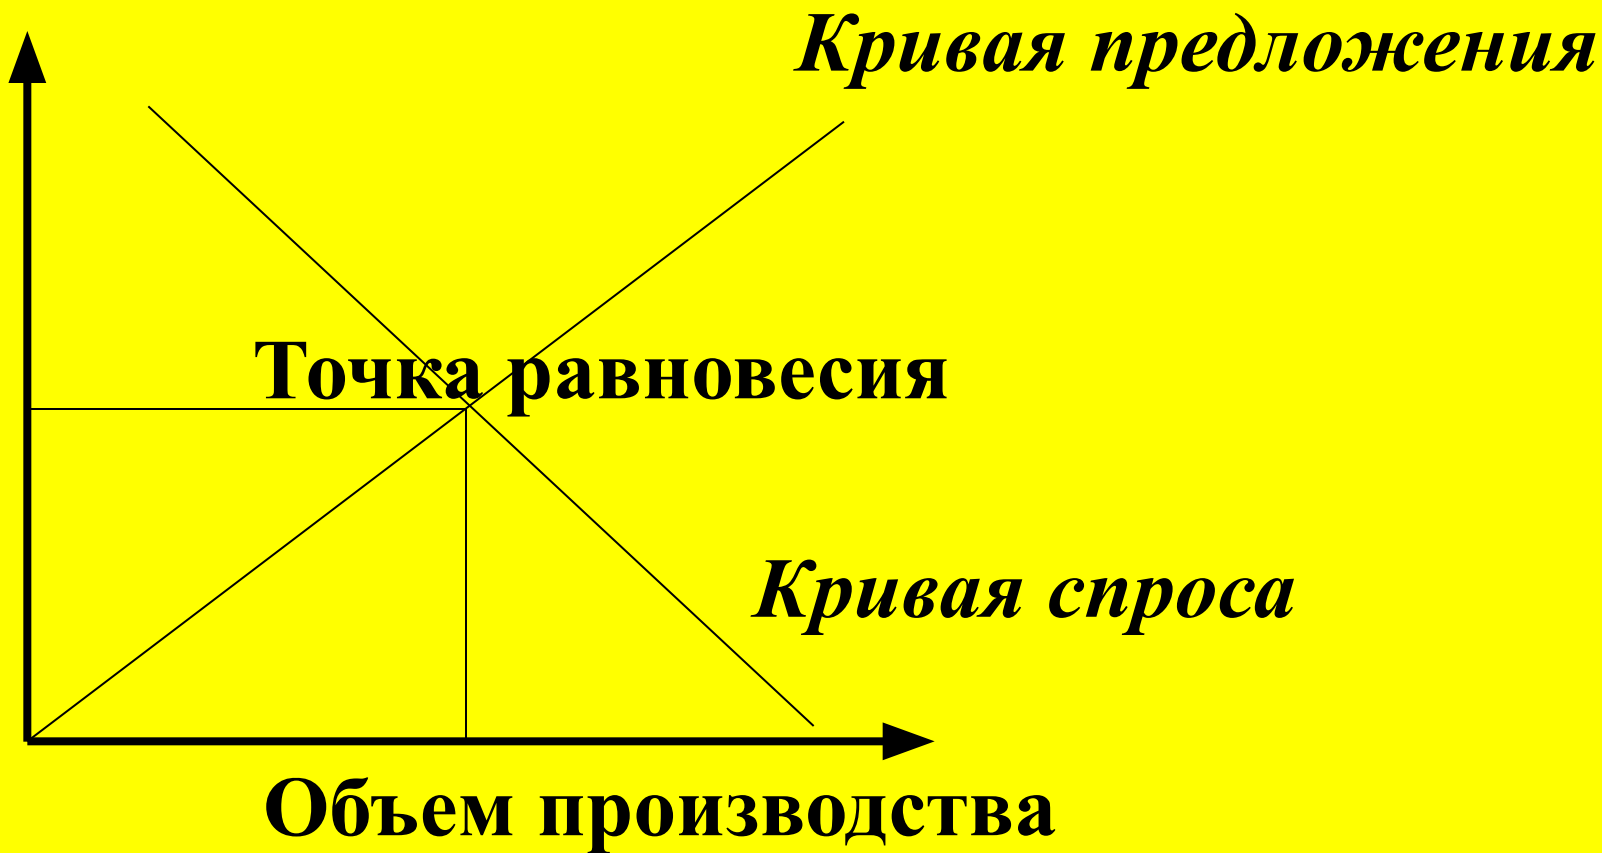 Кривая предложения
Точка равновесия
Кривая спроса
Объем производства